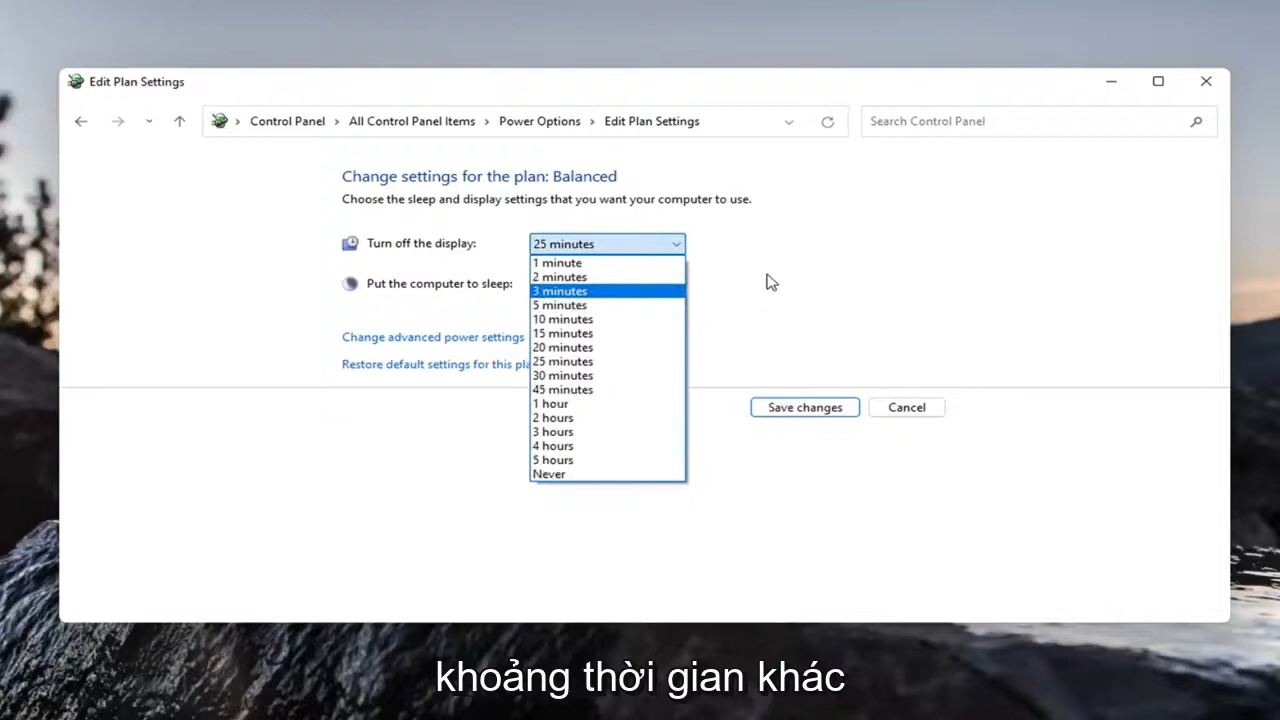 Edit Plan Settings
Control Panel > All Control Panel Items > Power Options > Edit Plan Settings
Search Control Panel
Change settings for the plan: Balanced
Choose the sleep and display settings that you want your computer to use.
Turn off the display: 25 minutes
1 minute
2 minutes
Put the computer to sleep:
3 minutes
5 minutes
10 minutes
15 minutes
Change advanced power settings
20 minutes
25 minutes
Restore default settings for this
30 minutes
45 minutes
1 hour
Save changes Cancel
2 hours
3 hours
4 hours
5 hours
Never
khoảng thời gian khác